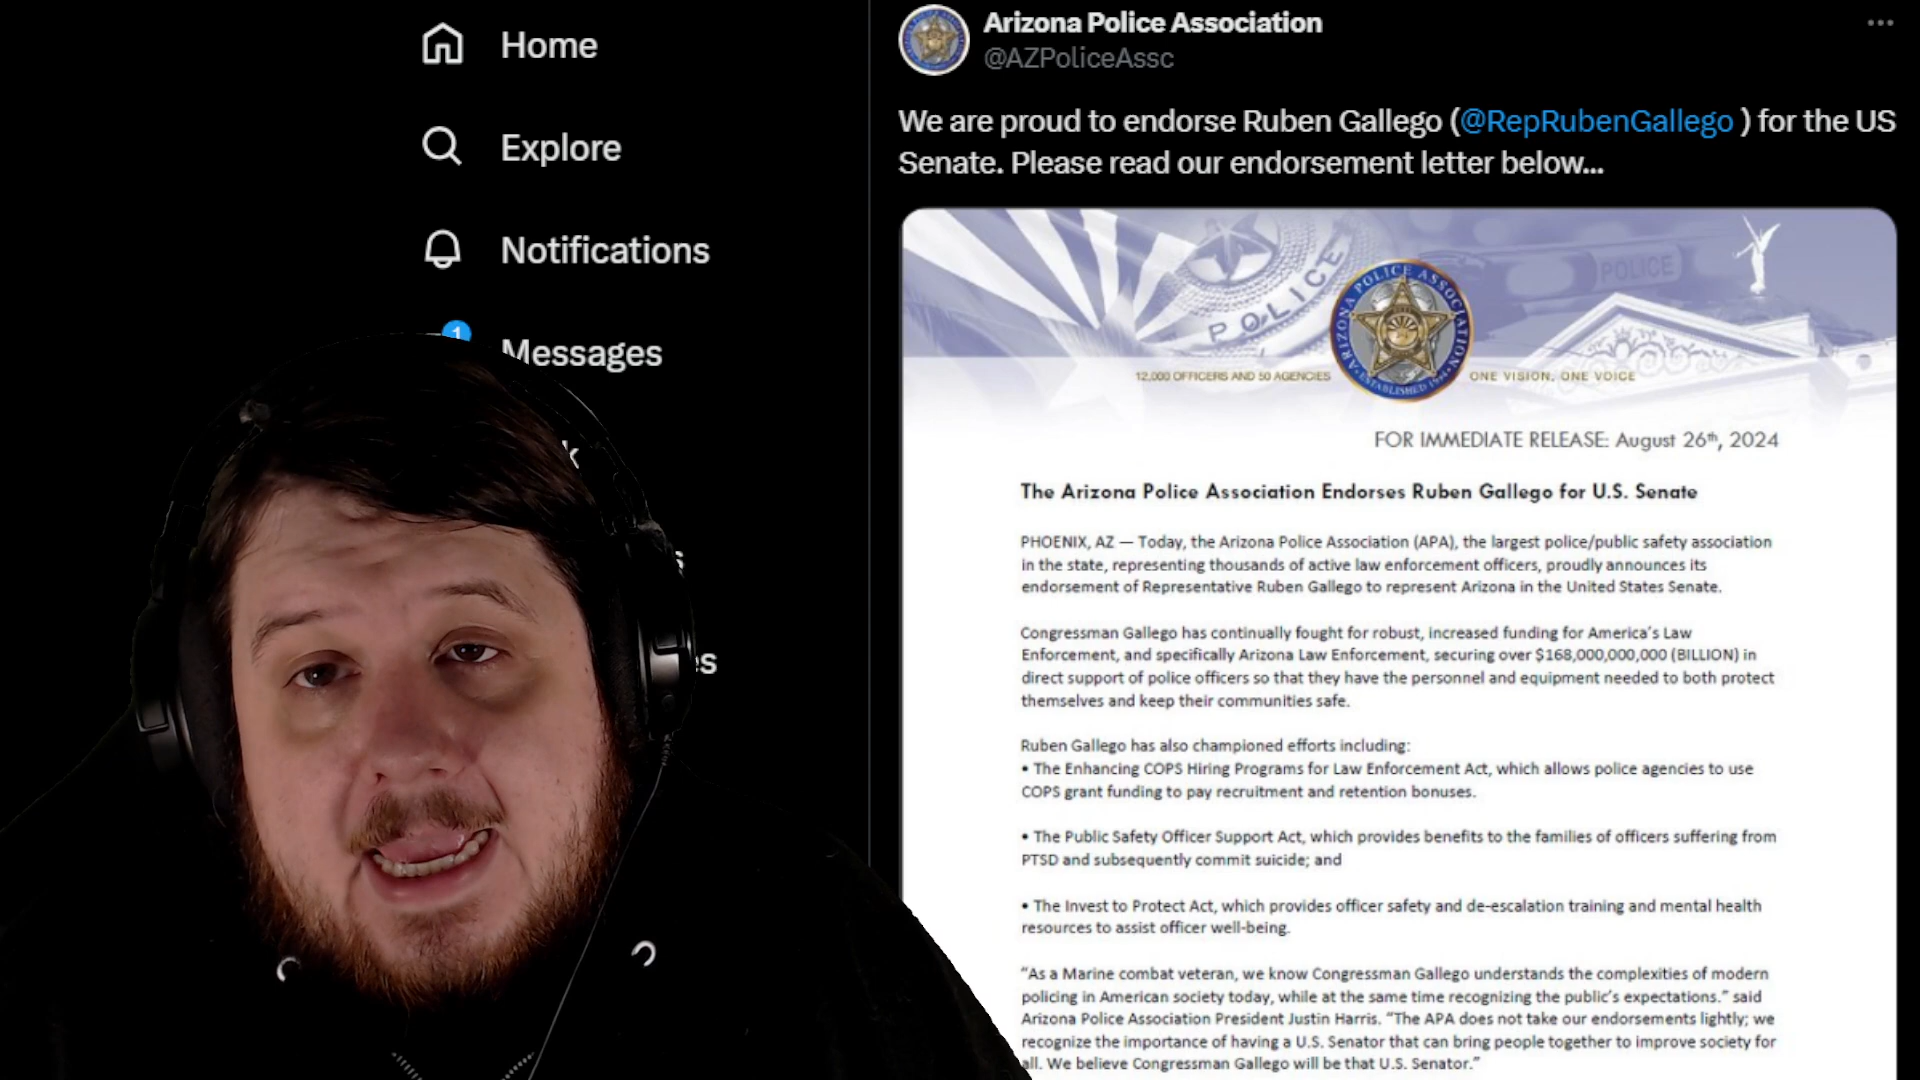 Home
Explore
Notifications
1
Messages
k
s
es
Arizona Police Association
@AZPoliceAssc
We are proud to endorse Ruben Gallego (@RepRubenGallego ) for the US
Senate. Please read our endorsement letter below...
POLICE
POLICE
ARIZONA POLICE ASSOCIATION
ESTABLISHED
12,000 OFFICERS AND 50 AGENCIES
ONE VISION, ONE VOICE
FOR IMMEDIATE RELEASE: August 26th, 2024
The Arizona Police Association Endorses Ruben Gallego for U.S. Senate
PHOENIX, AZ — Today, the Arizona Police Association (APA), the largest police/public safety association
in the state, representing thousands of active law enforcement officers, proudly announces its
endorsement of Representative Ruben Gallego to represent Arizona in the United States Senate.
Congressman Gallego has continually fought for robust, increased funding for America's Law
Enforcement, and specifically Arizona Law Enforcement, securing over $168,000,000,000 (BILLION) in
direct support of police officers so that they have the personnel and equipment needed to both protect
themselves and keep their communities safe.
Ruben Gallego has also championed efforts including:
• The Enhancing COPS Hiring Programs for Law Enforcement Act, which allows police agencies to use
COPS grant funding to pay recruitment and retention bonuses.
• The Public Safety Officer Support Act, which provides benefits to the families of officers suffering from
PTSD and subsequently commit suicide; and
• The Invest to Protect Act, which provides officer safety and de-escalation training and mental health
resources to assist officer well-being.
"As a Marine combat veteran, we know Congressman Gallego understands the complexities of modern
policing in American society today, while at the same time recognizing the public's expectations." said
Arizona Police Association President Justin Harris. "The APA does not take our endorsements lightly; we
recognize the importance of having a U.S. Senator that can bring people together to improve society for
all. We believe Congressman Gallego will be that U.S. Senator."